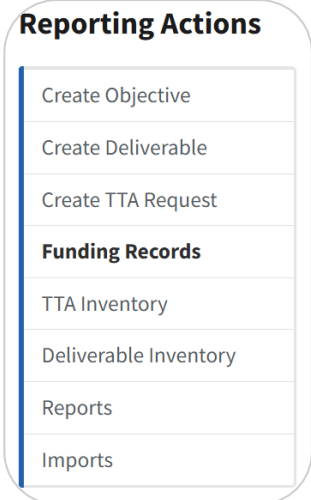 Reporting Actions
Create Objective
Create Deliverable
Create TTA Request
Funding Records
TTA Inventory
Deliverable Inventory
Reports
Imports